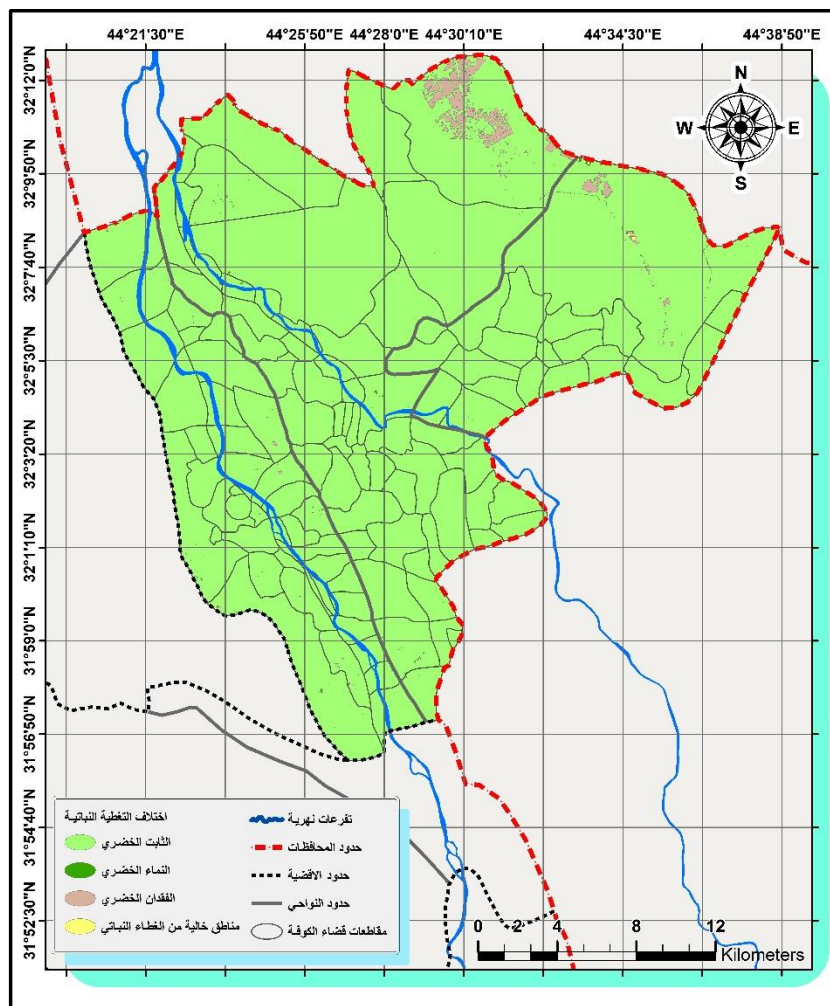 44°21'30"E 44°25'50"E 44°28'0"E 44°30'10"E 44°34'30"E 44°38'50"E
32°12'0"N
32°9'50"N
32°7'40"N
32°5'30"N
32°3'20"N
32°1'10"N
31°59'0"N
31°56'50"N
31°54'40"N
31°52'30"N
N
W E
S
اختلاف التغطية النباتية
الثابت الخضري
النماء الخضري
الفقدان الخضري
مناطق خالية من الغطاء النباتي
تفرعات نهرية
حدود المحافظات
حدود الاقضية
حدود النواحي
مقاطعات قضاء الكوفة
0 2 4 8 12
Kilometers